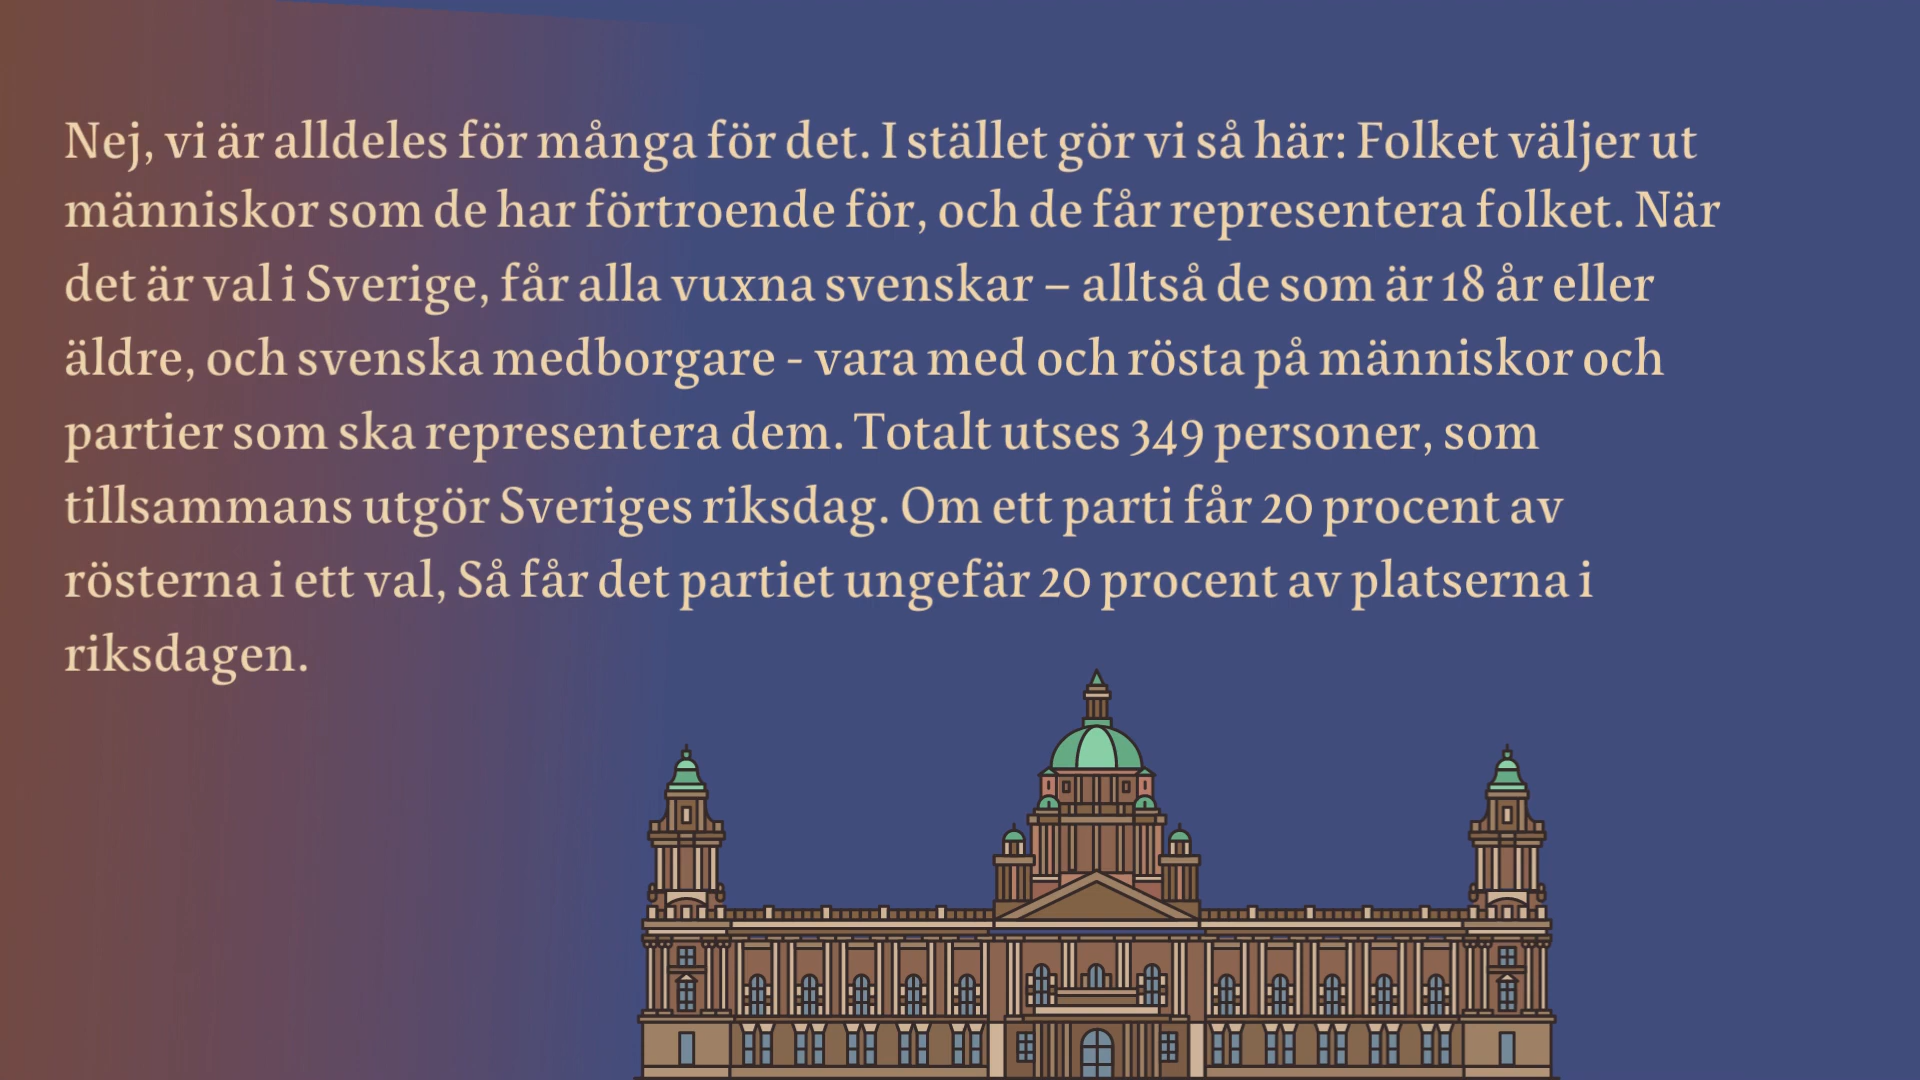 Nej, vi är alldeles för många för det. I stället gör vi så här: Folket väljer ut
människor som de har förtroende för, och de får representera folket. När
det är val i Sverige, får alla vuxna svenskar – alltså de som är 18 år eller
äldre, och svenska medborgare - vara med och rösta på människor och
partier som ska representera dem. Totalt utses 349 personer, som
tillsammans utgör Sveriges riksdag. Om ett parti får 20 procent av
rösterna i ett val, Så får det partiet ungefär 20 procent av platserna i
riksdagen.